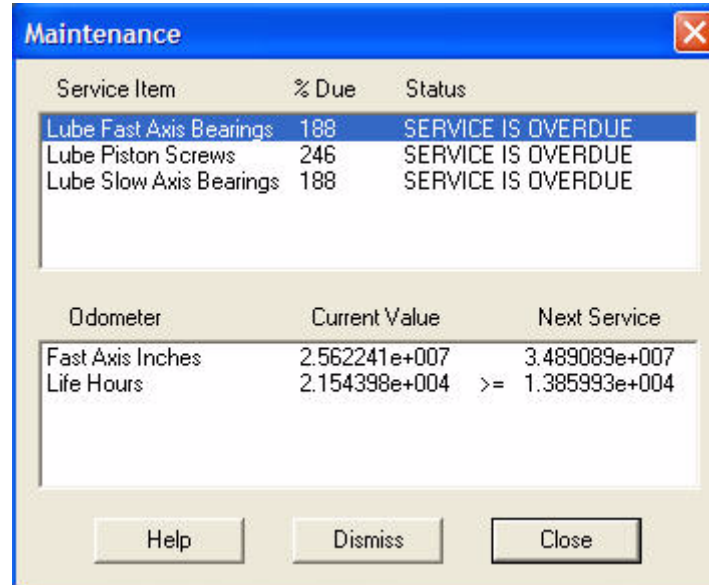 Maintenance
Service Item % Due Status
Lube Fast Axis Bearings 188 SERVICE IS OVERDUE
Lube Piston Screws 246 SERVICE IS OVERDUE
Lube Slow Axis Bearings 188 SERVICE IS OVERDUE
Odometer Current Value Next Service
Fast Axis Inches 2.562241e+007 3.489089e+007
Life Hours 2.154398e+004 >= 1.385993e+004
Help Dismiss Close